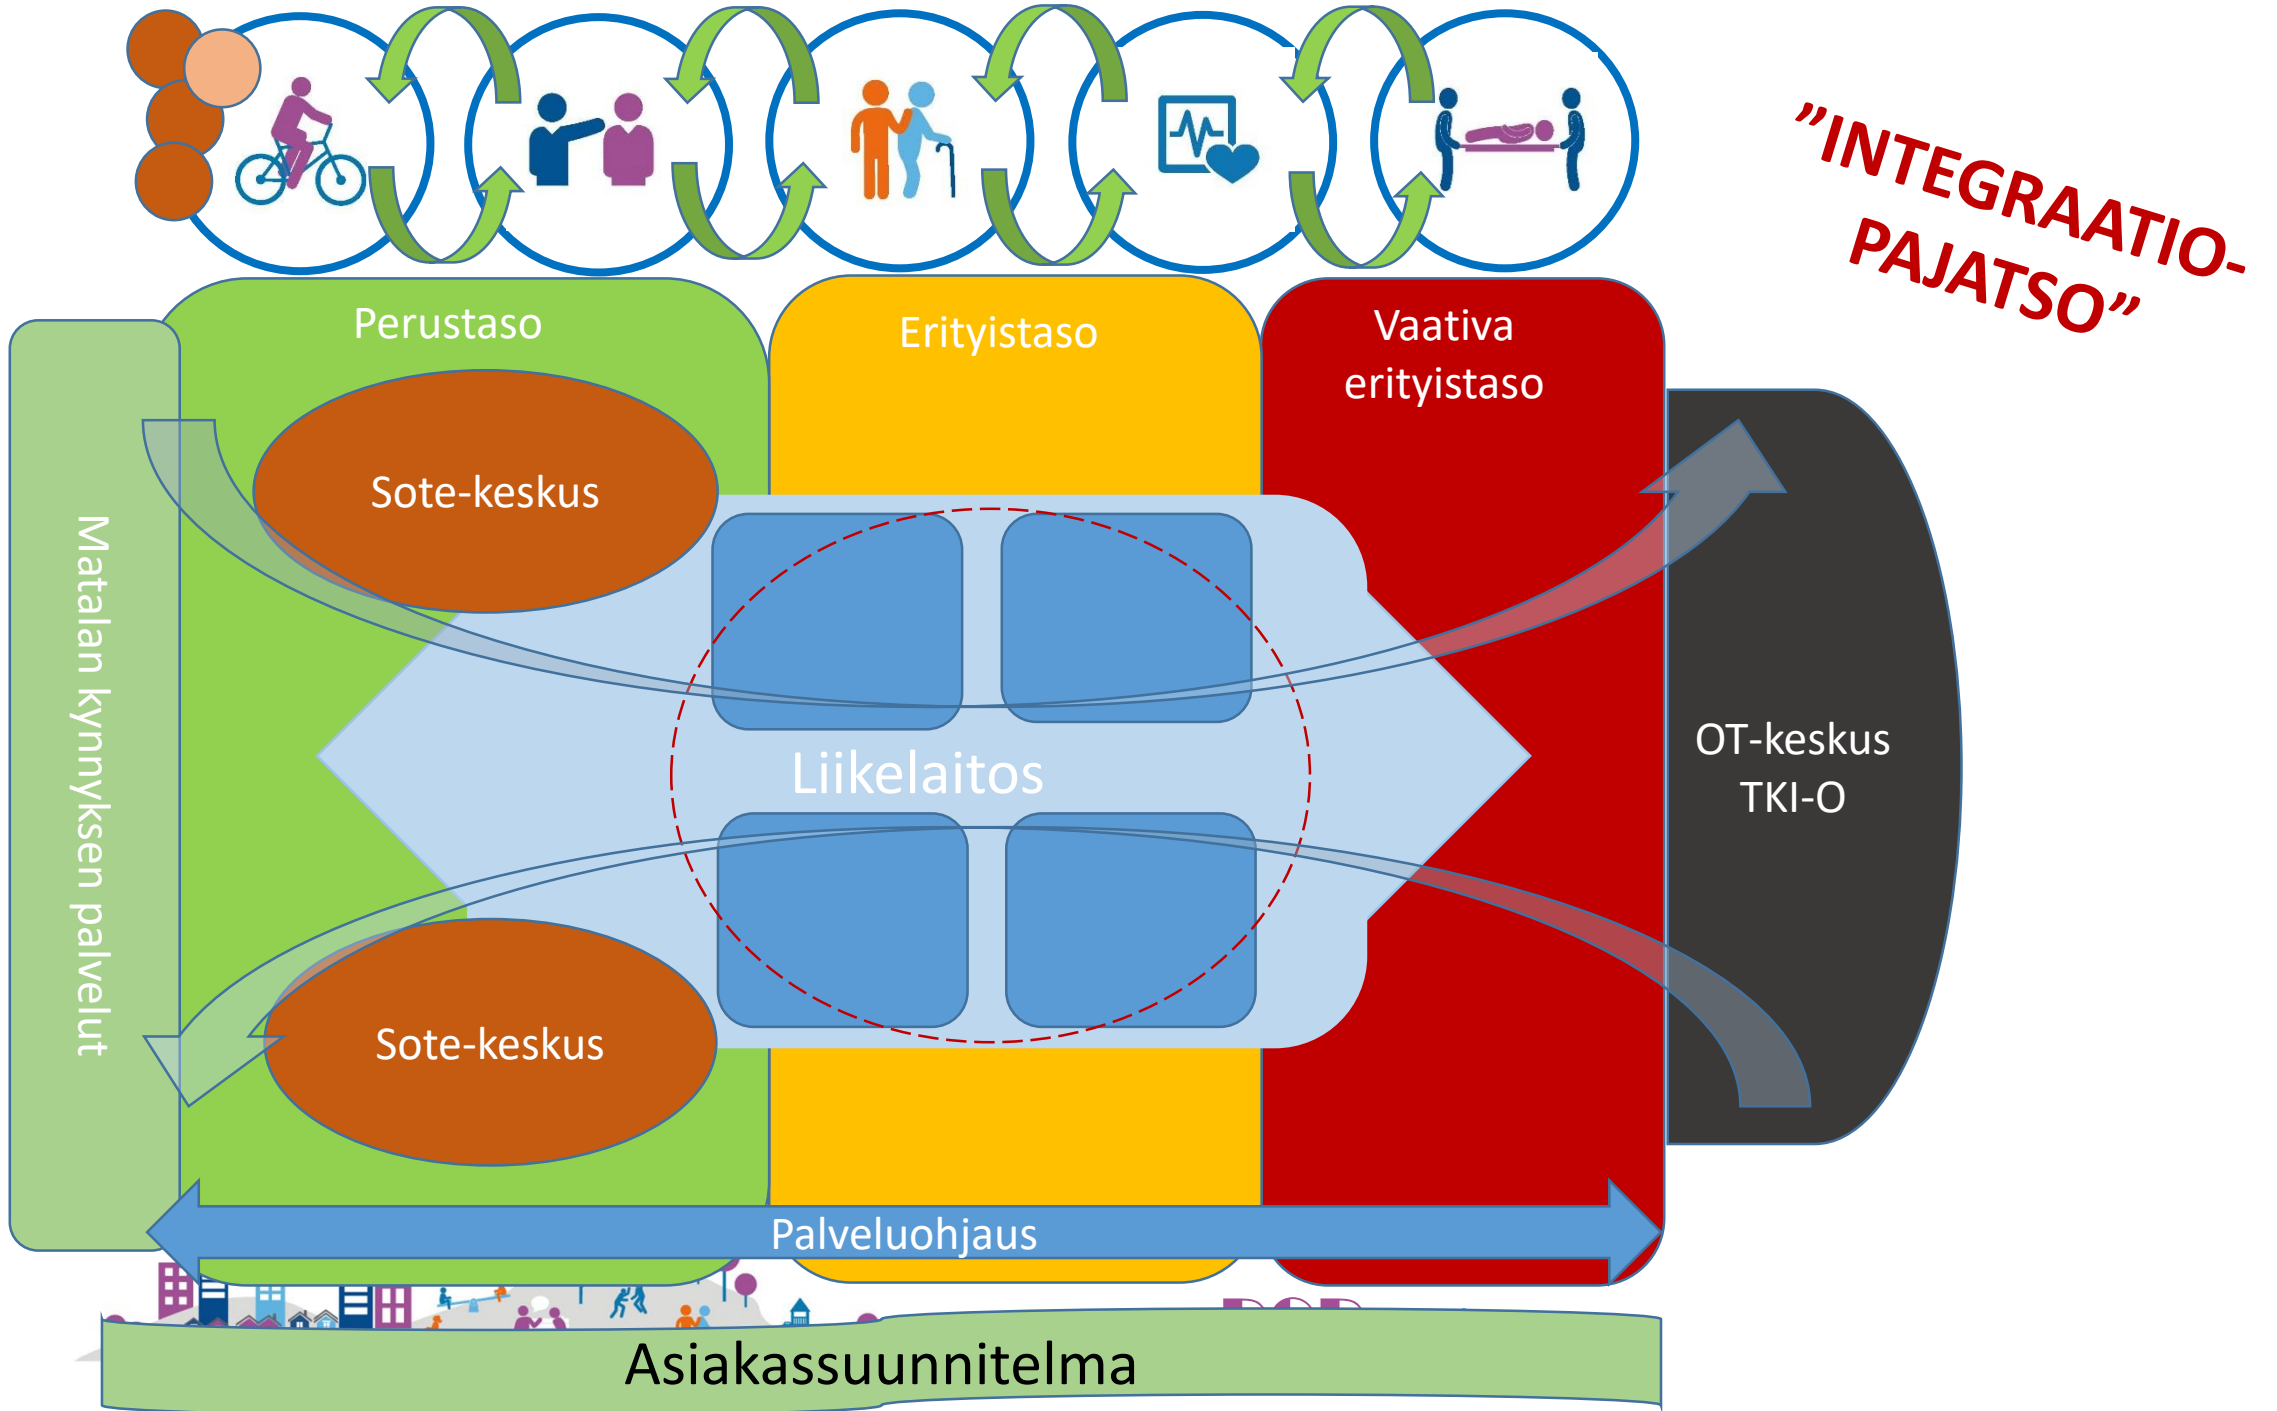 ”INTEGRAATIO-
PAJATSO”
Perustaso
Erityistaso
Vaativa
erityistaso
Sote-keskus
Matalan kynnyksen palvelut
Liikelaitos
OT-keskus
TKI-O
Sote-keskus
Palveluohjaus
Asiakassuunnitelma